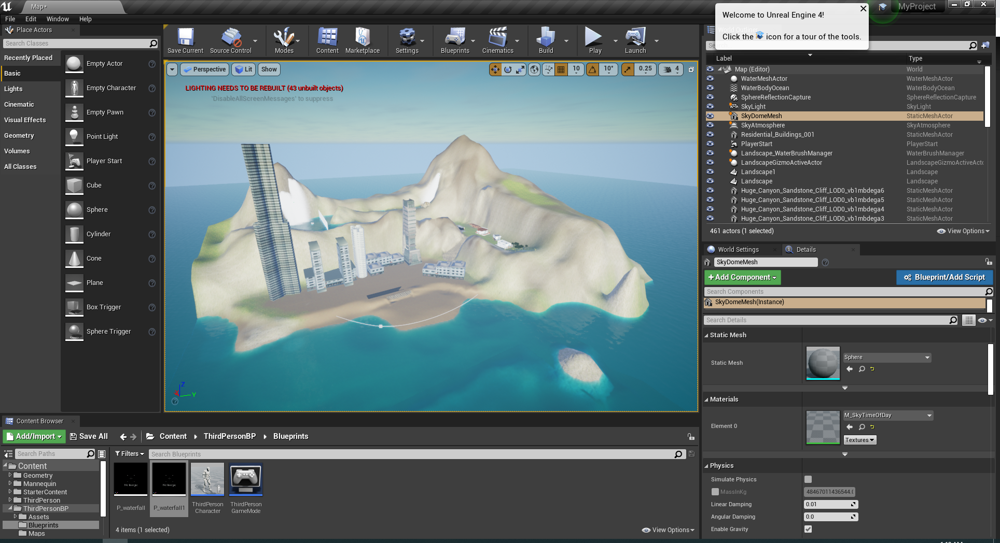 Map*
MyProject
File Edit Window Help
Welcome to Unreal Engine 4!
Click the icon for a tour of the tools.
Place Actors
Search Classes
Recently Placed
Basic
Lights
Cinematic
Visual Effects
Geometry
Volumes
All Classes
Empty Actor
Empty Character
Empty Pawn
Point Light
Player Start
Cube
Sphere
Cylinder
Cone
Plane
Box Trigger
Sphere Trigger
Save Current Source Control Modes Content Marketplace Settings Blueprints Cinematics Build Play Launch
Perspective Lit Show
10 10° 0.25 4
LIGHTING NEEDS TO BE REBUILT (43 unbuilt objects)
'DisableAllScreenMessages' to suppress
Z
Y
World Outliner
Label Type
Map (Editor) World
WaterMeshActor WaterMeshActor
WaterBodyOcean WaterBodyOcean
SphereReflectionCapture SphereReflectionCapture
SkyLight SkyLight
SkyDomeMesh StaticMeshActor
SkyAtmosphere SkyAtmosphere
Residential_Buildings_001 StaticMeshActor
PlayerStart PlayerStart
Landscape_WaterBrushManager WaterBrushManager
LandscapeGizmoActiveActor LandscapeGizmoActiveActo
Landscape1 Landscape
Landscape Landscape
Huge_Canyon_Sandstone_Cliff_LOD0_vb1mbdega6 StaticMeshActor
Huge_Canyon_Sandstone_Cliff_LOD0_vb1mbdega5 StaticMeshActor
Huge_Canyon_Sandstone_Cliff_LOD0_vb1mbdega4 StaticMeshActor
Huge_Canyon_Sandstone_Cliff_LOD0_vb1mbdega3 StaticMeshActor
461 actors (1 selected) View Options
World Settings Details
SkyDomeMesh
+Add Component Blueprint/Add Script
Search Components
SkyDomeMesh(Instance)
Search Details
Static Mesh
Static Mesh Sphere
Materials
Element 0 M_SkyTimeOfDay
Textures
Physics
Simulate Physics
MassInKg 48467011436544.0
Linear Damping 0.01
Angular Damping 0.0
Enable Gravity
Content Browser
Add/Import Save All Content ThirdPersonBP Blueprints
Search Paths
Filters Search Blueprints
Content
Geometry
Mannequin
StarterContent
ThirdPerson
ThirdPersonBP
Assets
Blueprints
Maps
No Image
No Image
P_waterfall
P_waterfall1
ThirdPerson
Character
ThirdPerson
GameMode
4 items (1 selected) View Options